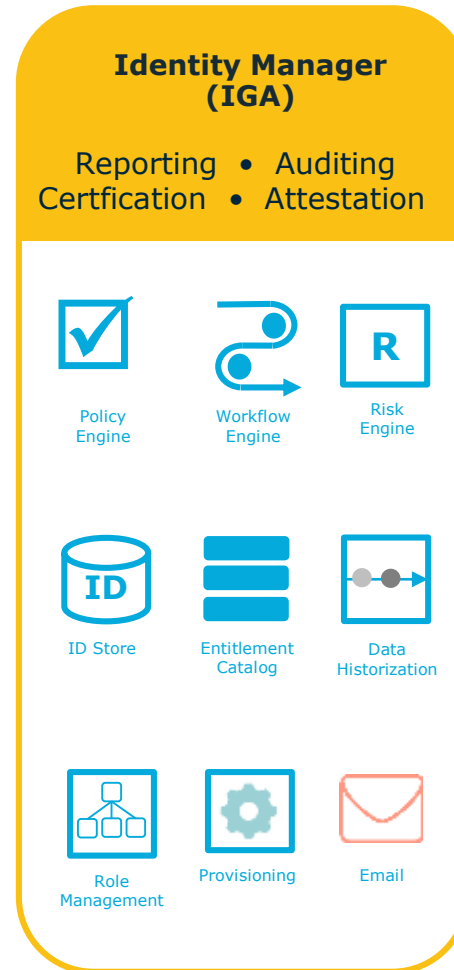 Identity Manager
(IGA)
Reporting • Auditing
Certfication • Attestation
Policy
Engine
Workflow
Engine
R
Risk
Engine
ID
ID Store
Entitlement
Catalog
Data
Historization
Role
Management
Provisioning
Email